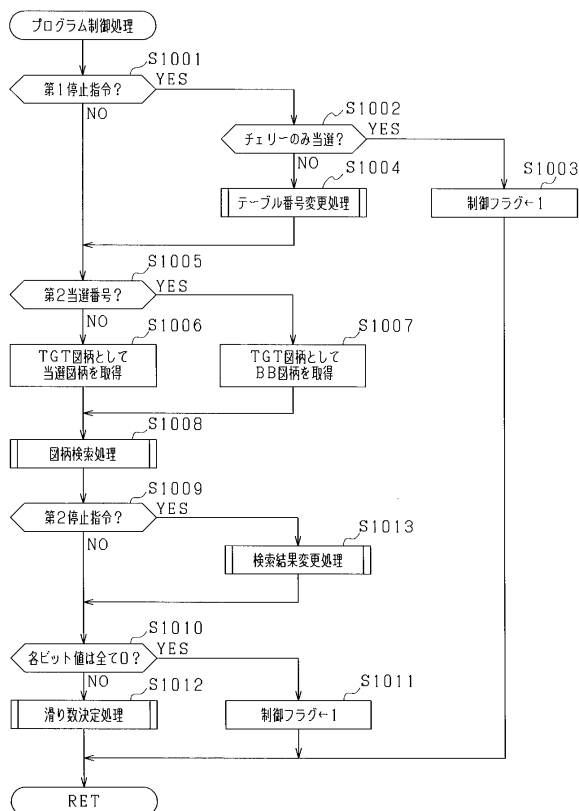 プログラム制御処理
S1001
第1停止指令?
YES
NO
S1002
チェリーのみ当選?
YES
NO
S1003
制御フラグ←1
S1004
テーブル番号変更処理
S1005
第2当選番号?
YES
NO
S1006
TGT図柄として
当選図柄を取得
S1007
TGT図柄として
BB図柄を取得
S1008
図柄検索処理
S1009
第2停止指令?
YES
NO
S1013
検索結果変更処理
S1010
各ビット値は全て0?
YES
NO
S1012
滑り数決定処理
S1011
制御フラグ←1
RET